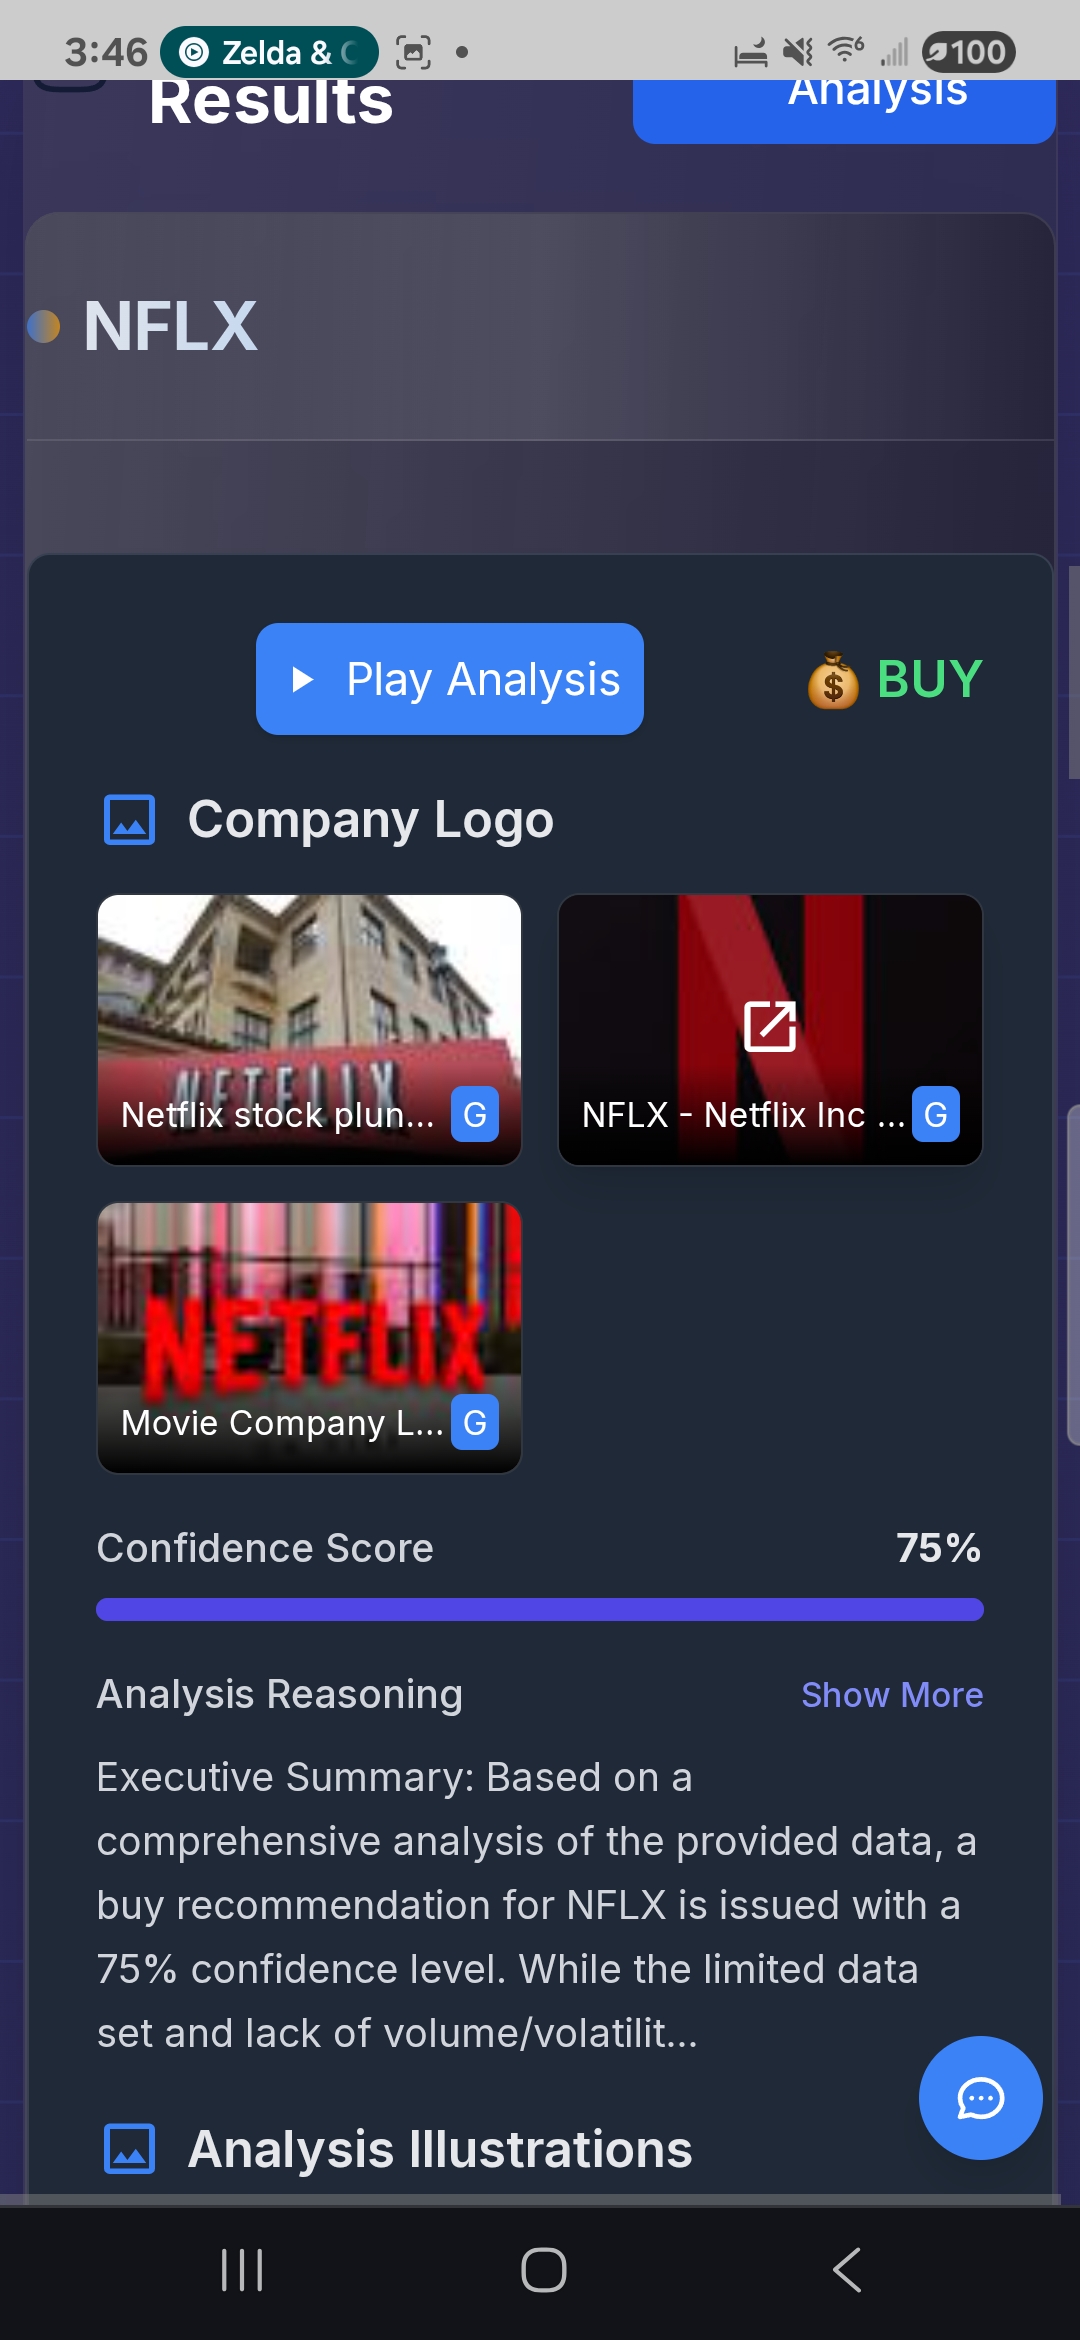 3:46 Zelda & 6 100
Results
Analysis
NFLX
Play Analysis
💰 BUY
Company Logo
NETFLIX
Netflix stock plun... G
N
NFLX - Netflix Inc ... G
NETFLIX
Movie Company L... G
Confidence Score 75%
Analysis Reasoning Show More
Executive Summary: Based on a
comprehensive analysis of the provided data, a
buy recommendation for NFLX is issued with a
75% confidence level. While the limited data
set and lack of volume/volatilit...
Analysis Illustrations